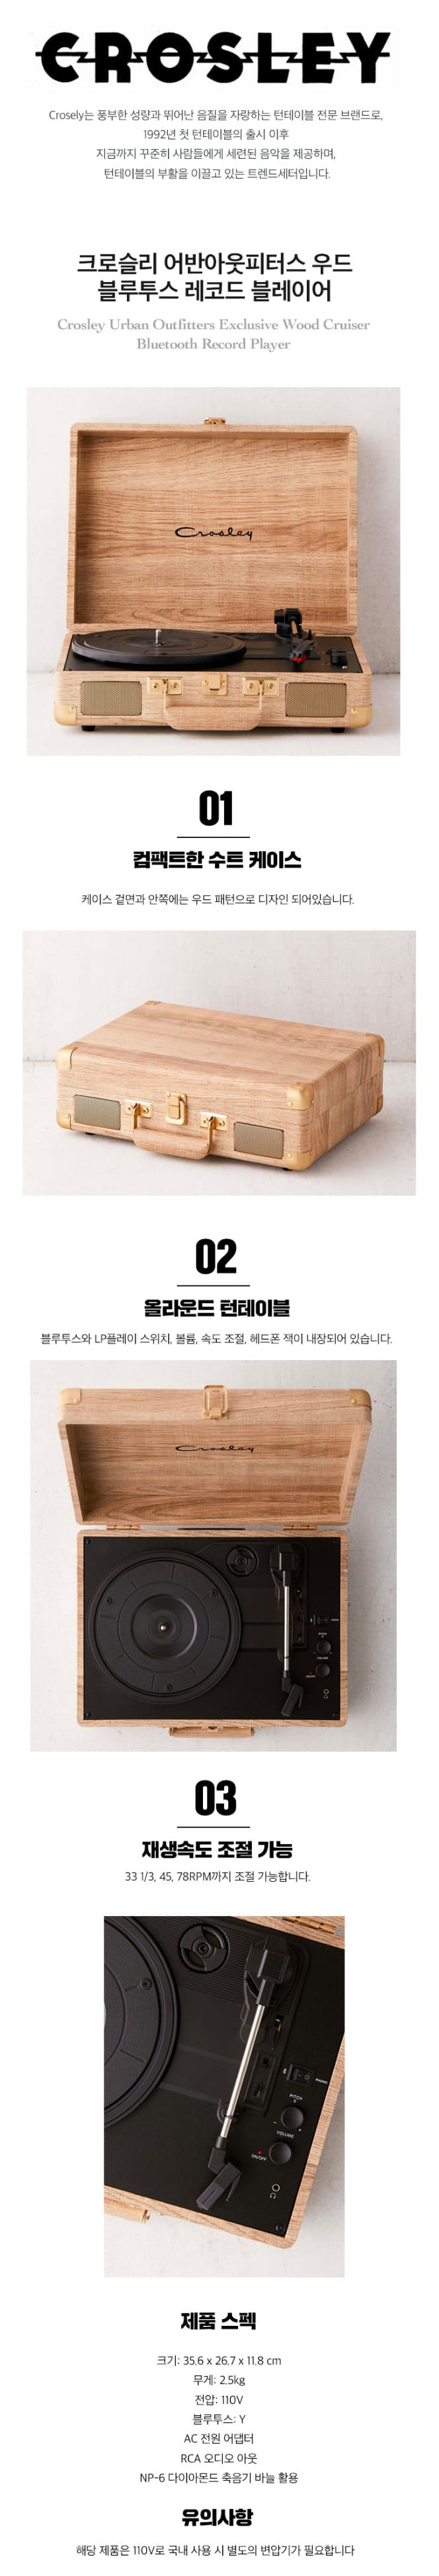 CROSLEY
Crosely는 풍부한 성량과 뛰어난 음질을 자랑하는 턴테이블 전문 브랜드로,
1992년 첫 턴테이블의 출시 이후
지금까지 꾸준히 사람들에게 세련된 음악을 제공하며,
턴테이블의 부활을 이끌고 있는 트렌드세터입니다.
크로슬리 어반아웃피터스 우드
블루투스 레코드 블레이어
Crosley Urban Outfitters Exclusive Wood Cruiser
Bluetooth Record Player
Crosley
01
컴팩트한 수트 케이스
케이스 겉면과 안쪽에는 우드 패턴으로 디자인 되어있습니다.
02
올라운드 턴테이블
블루투스와 LP플레이 스위치, 볼륨, 속도 조절, 헤드폰 잭이 내장되어 있습니다.
Crosley
PITCH
VOLUME
03
재생속도 조절 가능
33 1/3, 45, 78RPM까지 조절 가능합니다.
PHONO
PITCH
- +
VOLUME
ON/OFF
제품 스펙
크기: 35.6 x 26.7 x 11.8 cm
무게: 2.5kg
전압: 110V
블루투스: Y
AC 전원 어댑터
RCA 오디오 아웃
NP-6 다이아몬드 축음기 바늘 활용
유의사항
해당 제품은 110V로 국내 사용 시 별도의 변압기가 필요합니다